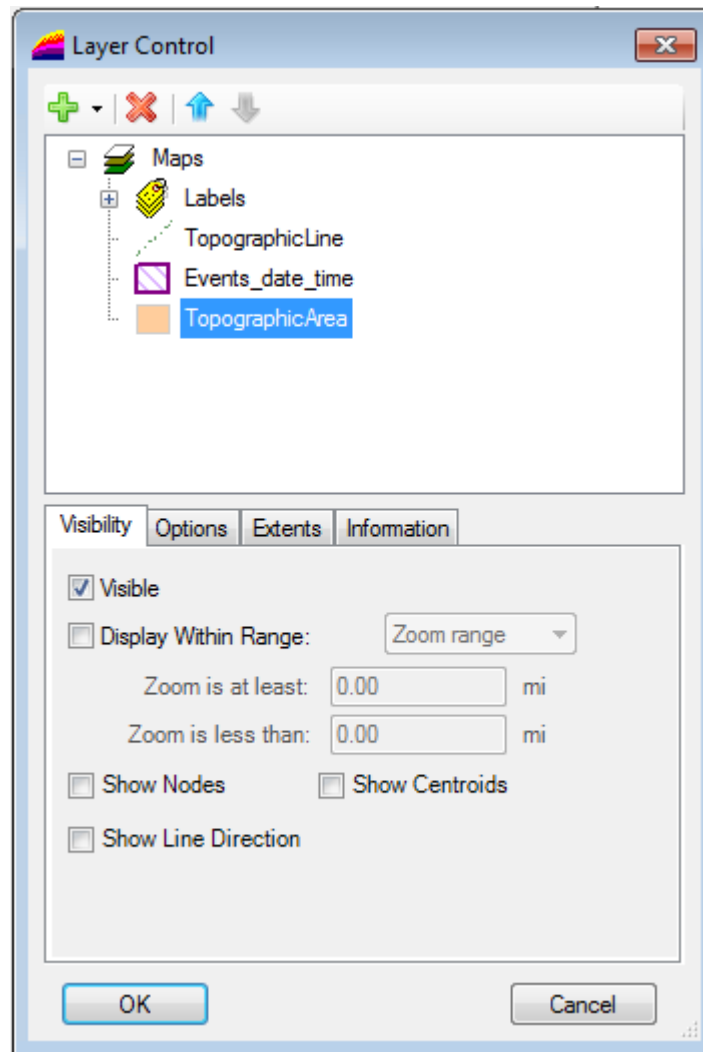 Layer Control
Maps
Labels
TopographicLine
Events_date_time
TopographicArea
Visibility Options Extents Information
Visible
Display Within Range: Zoom range
Zoom is at least: 0.00 mi
Zoom is less than: 0.00 mi
Show Nodes Show Centroids
Show Line Direction
OK Cancel